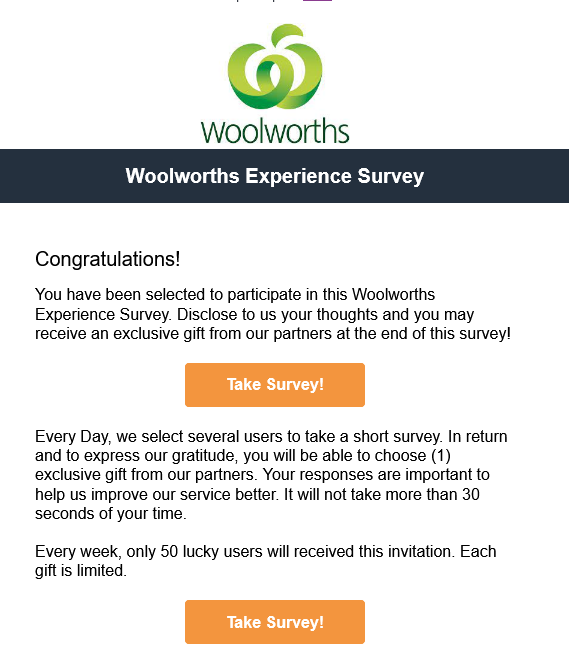 Woolworths
Woolworths Experience Survey
Congratulations!
You have been selected to participate in this Woolworths
Experience Survey. Disclose to us your thoughts and you may
receive an exclusive gift from our partners at the end of this survey!
Take Survey!
Every Day, we select several users to take a short survey. In return
and to express our gratitude, you will be able to choose (1)
exclusive gift from our partners. Your responses are important to
help us improve our service better. It will not take more than 30
seconds of your time.
Every week, only 50 lucky users will received this invitation. Each
gift is limited.
Take Survey!